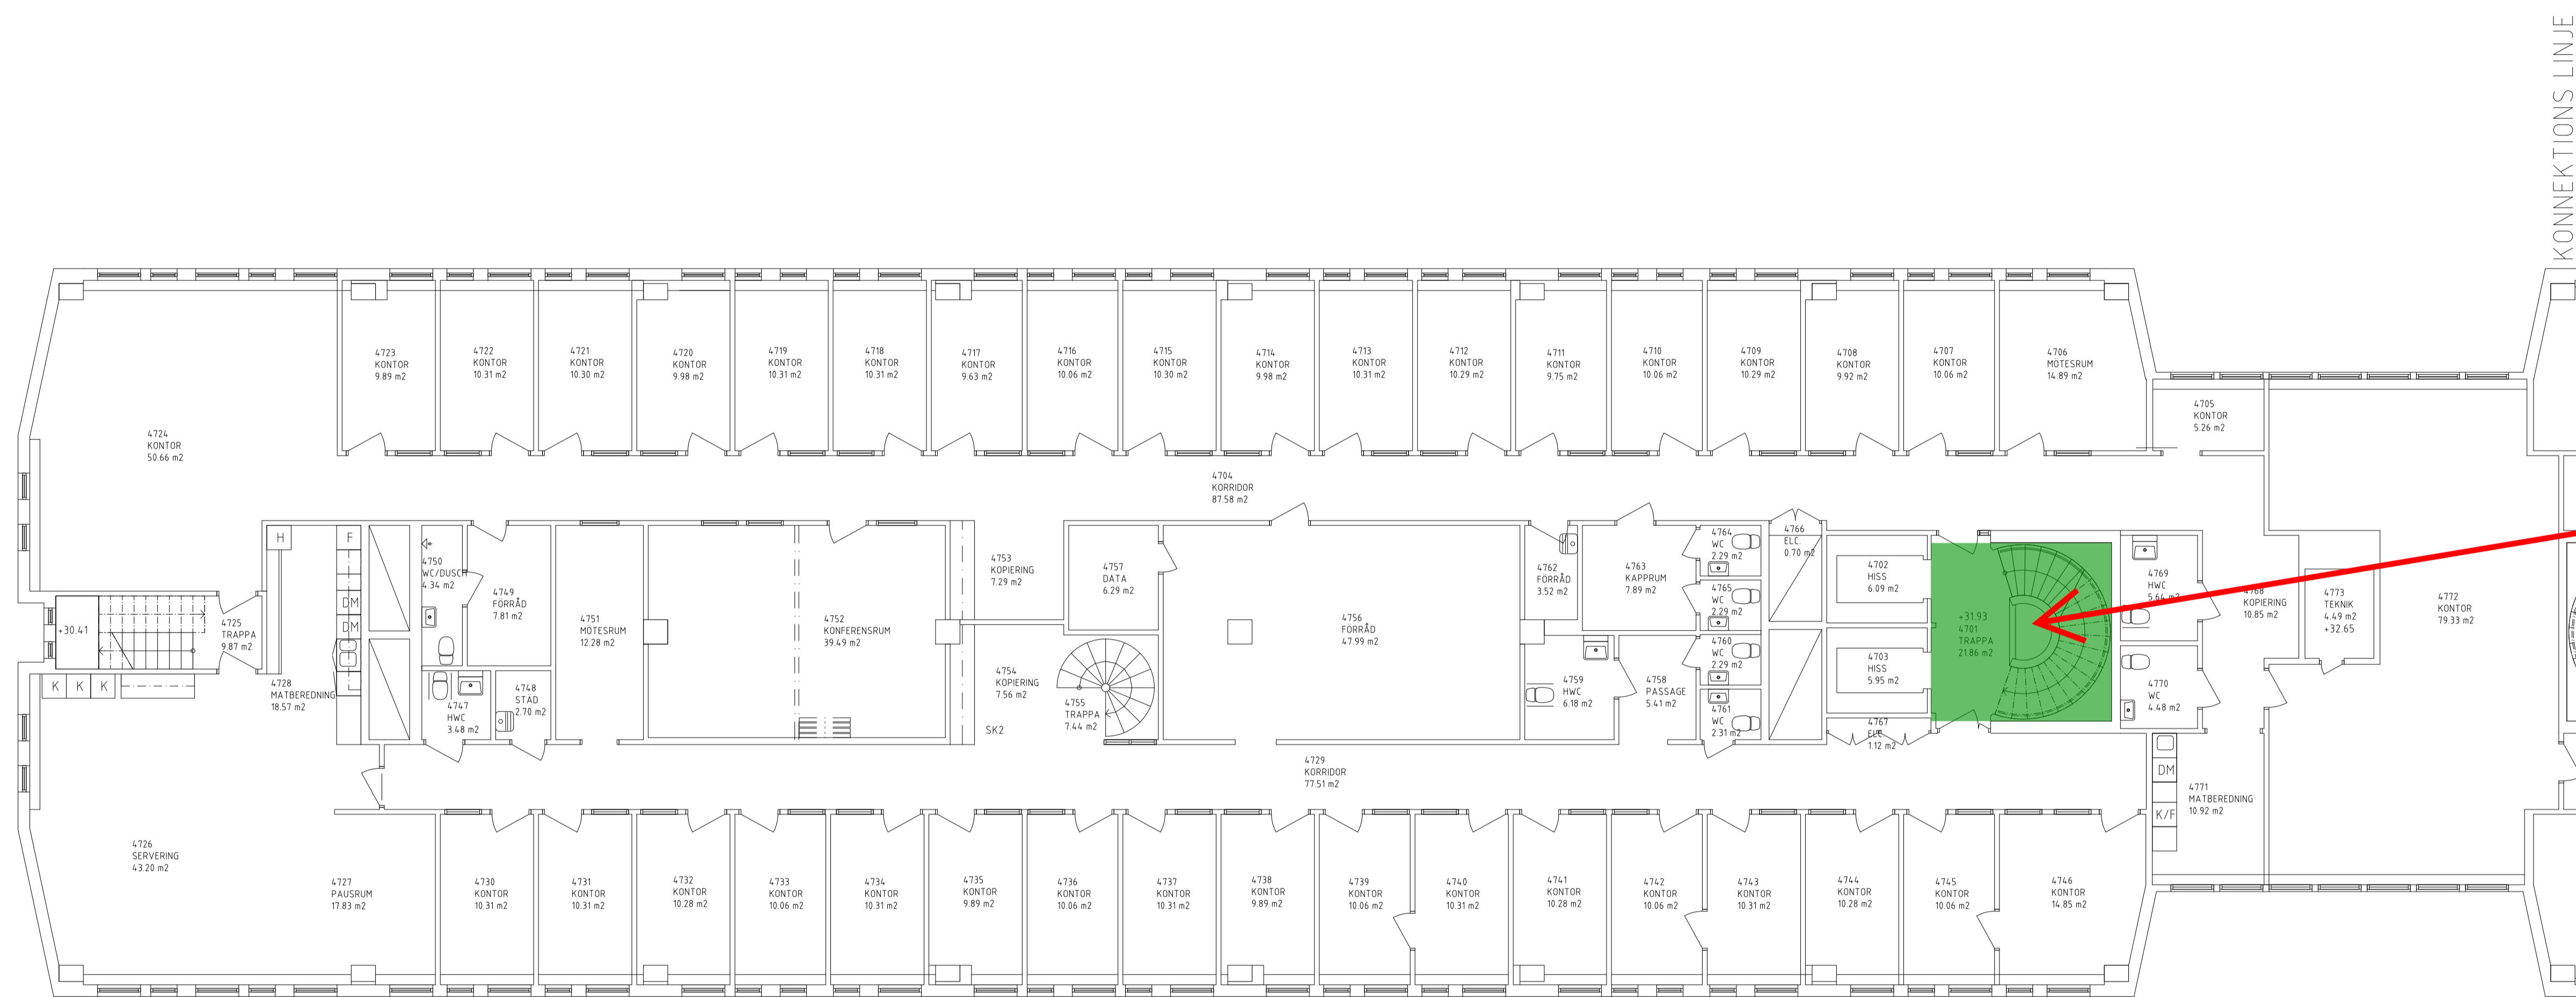 KONNEKTIONS LINJE
4723
KONTOR
9.89 m2
4722
KONTOR
10.31 m2
4721
KONTOR
10.30 m2
4720
KONTOR
9.98 m2
4719
KONTOR
10.31 m2
4718
KONTOR
10.31 m2
4717
KONTOR
9.63 m2
4716
KONTOR
10.06 m2
4715
KONTOR
10.30 m2
4714
KONTOR
9.98 m2
4713
KONTOR
10.31 m2
4712
KONTOR
10.29 m2
4711
KONTOR
9.75 m2
4710
KONTOR
10.06 m2
4709
KONTOR
10.29 m2
4708
KONTOR
9.92 m2
4707
KONTOR
10.06 m2
4706
MÖTESRUM
14.89 m2
4705
KONTOR
5.26 m2
4724
KONTOR
50.66 m2
4704
KORRIDOR
87.58 m2
H
F
DM
DM
K
K
K
+30.41
4725
TRAPPA
9.87 m2
4728
MATBEREDNING
18.57 m2
4750
WC/DUSCH
4.34 m2
4749
FÖRRÅD
7.81 m2
4747
HWC
3.48 m2
4748
STÄD
2.70 m2
4751
MÖTESRUM
12.28 m2
4752
KONFERENSRUM
39.49 m2
4753
KOPIERING
7.29 m2
4754
KOPIERING
7.56 m2
SK2
4757
DATA
6.29 m2
4755
TRAPPA
7.44 m2
4756
FÖRRÅD
47.99 m2
4762
FÖRRÅD
3.52 m2
4763
KAPPRUM
7.89 m2
4759
HWC
6.18 m2
4758
PASSAGE
5.41 m2
4764
WC
2.29 m2
4765
WC
2.29 m2
4760
WC
2.29 m2
4761
WC
2.31 m2
4766
ELC.
0.70 m2
4702
HISS
6.09 m2
4703
HISS
5.95 m2
4767
ELC.
1.12 m2
+31.93
4701
TRAPPA
21.86 m2
4769
HWC
5.64 m2
4770
WC
4.48 m2
4768
KOPIERING
10.85 m2
4773
TEKNIK
4.49 m2
+32.65
4772
KONTOR
79.33 m2
DM
K/F
4771
MATBEREDNING
10.92 m2
4729
KORRIDOR
77.51 m2
4726
SERVERING
43.20 m2
4727
PAUSRUM
17.83 m2
4730
KONTOR
10.31 m2
4731
KONTOR
10.31 m2
4732
KONTOR
10.28 m2
4733
KONTOR
10.06 m2
4734
KONTOR
10.31 m2
4735
KONTOR
9.89 m2
4736
KONTOR
10.06 m2
4737
KONTOR
10.31 m2
4738
KONTOR
9.89 m2
4739
KONTOR
10.06 m2
4740
KONTOR
10.31 m2
4741
KONTOR
10.28 m2
4742
KONTOR
10.06 m2
4743
KONTOR
10.31 m2
4744
KONTOR
10.28 m2
4745
KONTOR
10.06 m2
4746
KONTOR
14.85 m2